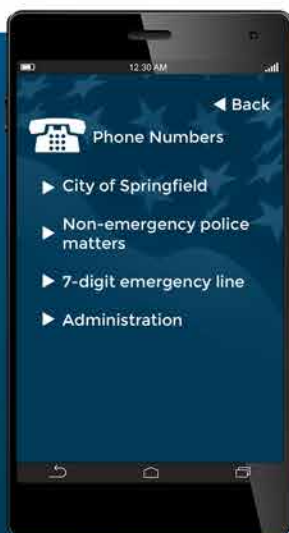 12.30 AM
◀ Back
Phone Numbers
▶ City of Springfield
▶ Non-emergency police
matters
▶ 7-digit emergency line
▶ Administration